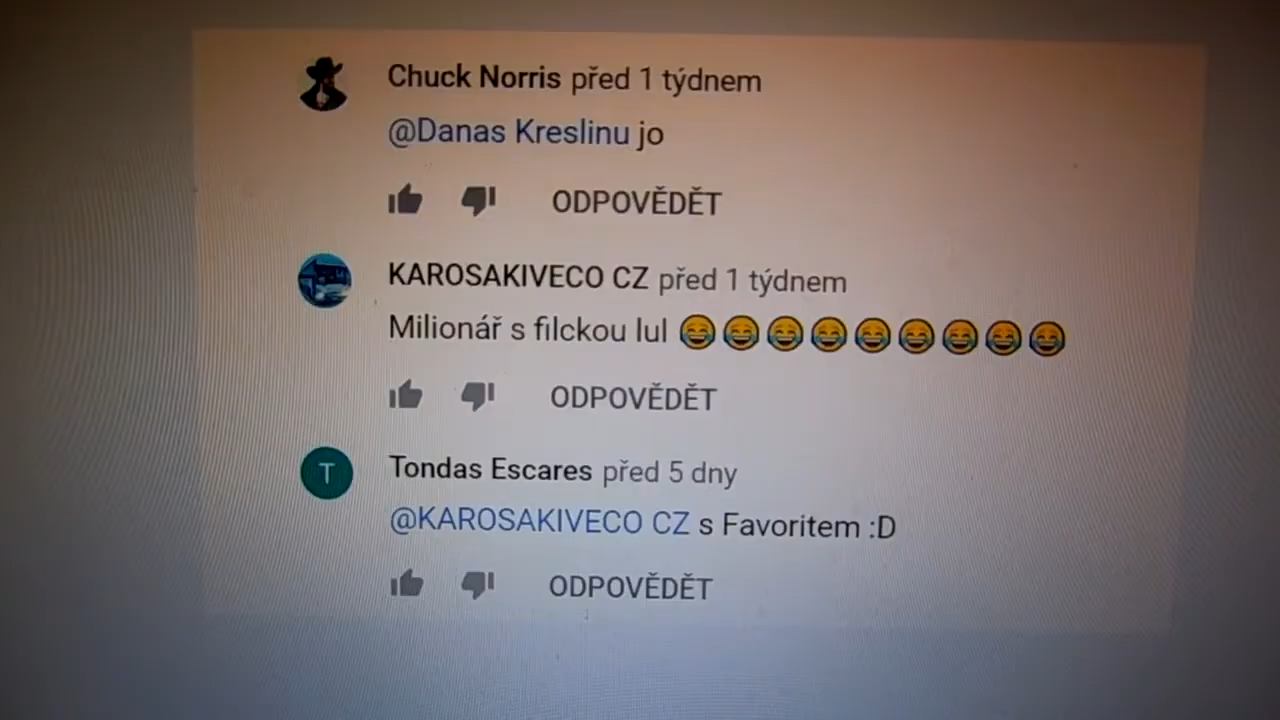 Chuck Norris před 1 týdnem
@Danas Kreslinu jo
ODPOVĚDĚT
KAROSAKIVECO CZ před 1 týdnem
Milionář s filckou lul 😂😂😂😂😂😂😂😂😂
ODPOVĚDĚT
T
Tondas Escares před 5 dny
@KAROSAKIVECO CZ s Favoritem :D
ODPOVĚDĚT